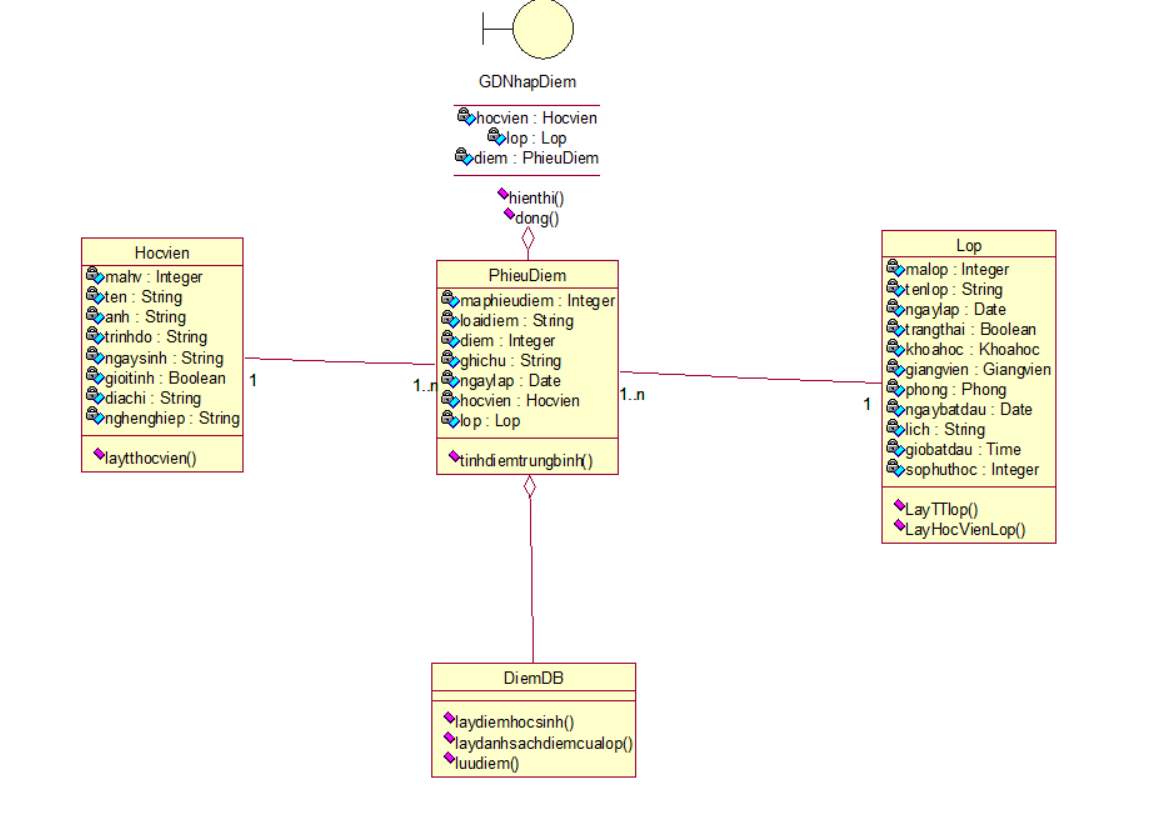 GDNhapDiem
hocvien : Hocvien
lop : Lop
diem : PhieuDiem
hienthi()
dong()
Hocvien
mahv : Integer
ten : String
anh : String
trinhdo : String
ngaysinh : String
gioitinh : Boolean
diachi : String
nghenghiep : String
laytthocvien()
1
1..n
PhieuDiem
maphieudiem : Integer
loaidiem : String
diem : Integer
ghichu : String
ngaylap : Date
hocvien : Hocvien
lop : Lop
tinhdiemtrungbinh()
1..n
1
Lop
malop : Integer
tenlop : String
ngaylap : Date
trangthai : Boolean
khoahoc : Khoahoc
giangvien : Giangvien
phong : Phong
ngaybatdau : Date
lich : String
giobatdau : Time
sophuthoc : Integer
LayTTlop()
LayHocVienLop()
DiemDB
laydiemhocsinh()
laydanhsachdiemcualop()
luudiem()